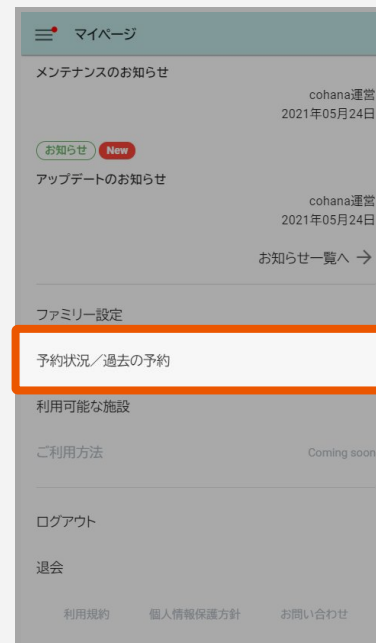 マイページ
メンテナンスのお知らせ
cohana運営
2021年05月24日
お知らせ New
アップデートのお知らせ
cohana運営
2021年05月24日
お知らせ一覧へ →
ファミリー設定
予約状況／過去の予約
利用可能な施設
ご利用方法 Coming soon
ログアウト
退会
利用規約 個人情報保護方針 お問い合わせ